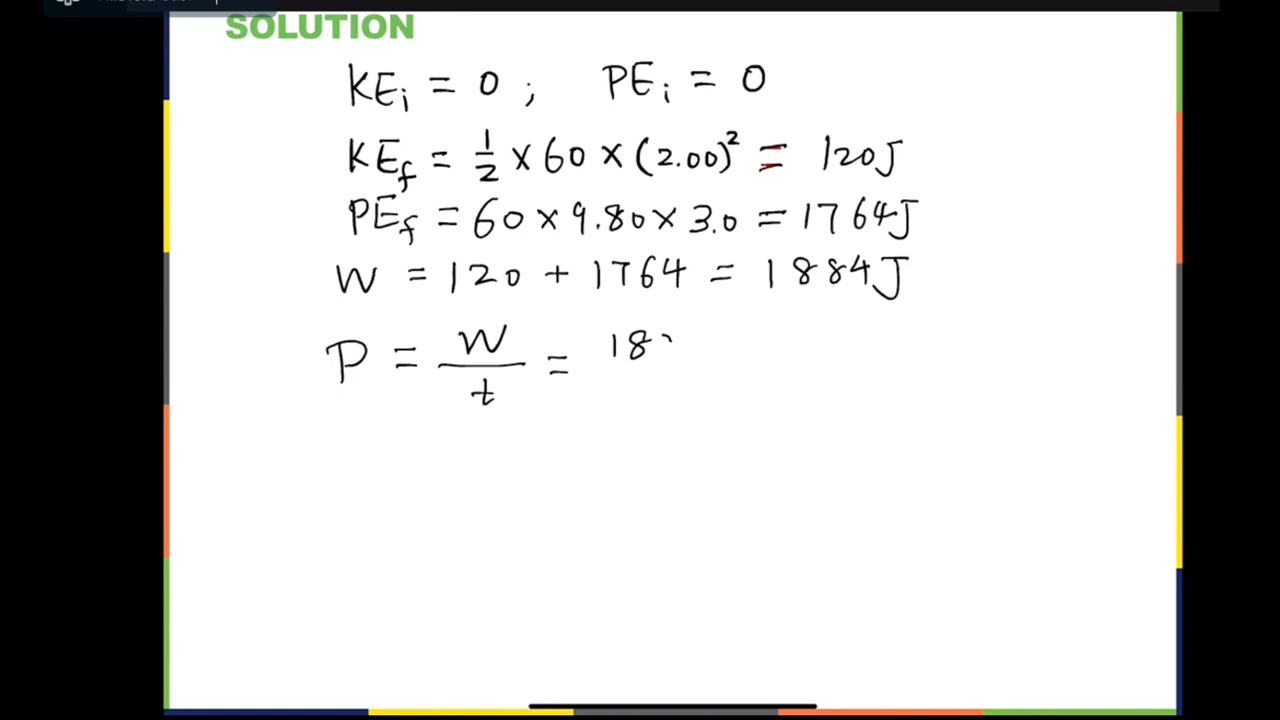 SOLUTION
KEi = 0 ; PEi = 0
KEf = 1/2 × 60 × (2.00)² = 120J
PEf = 60 × 9.80 × 3.0 = 1764J
W = 120 + 1764 = 1884J
P = W/t = 18